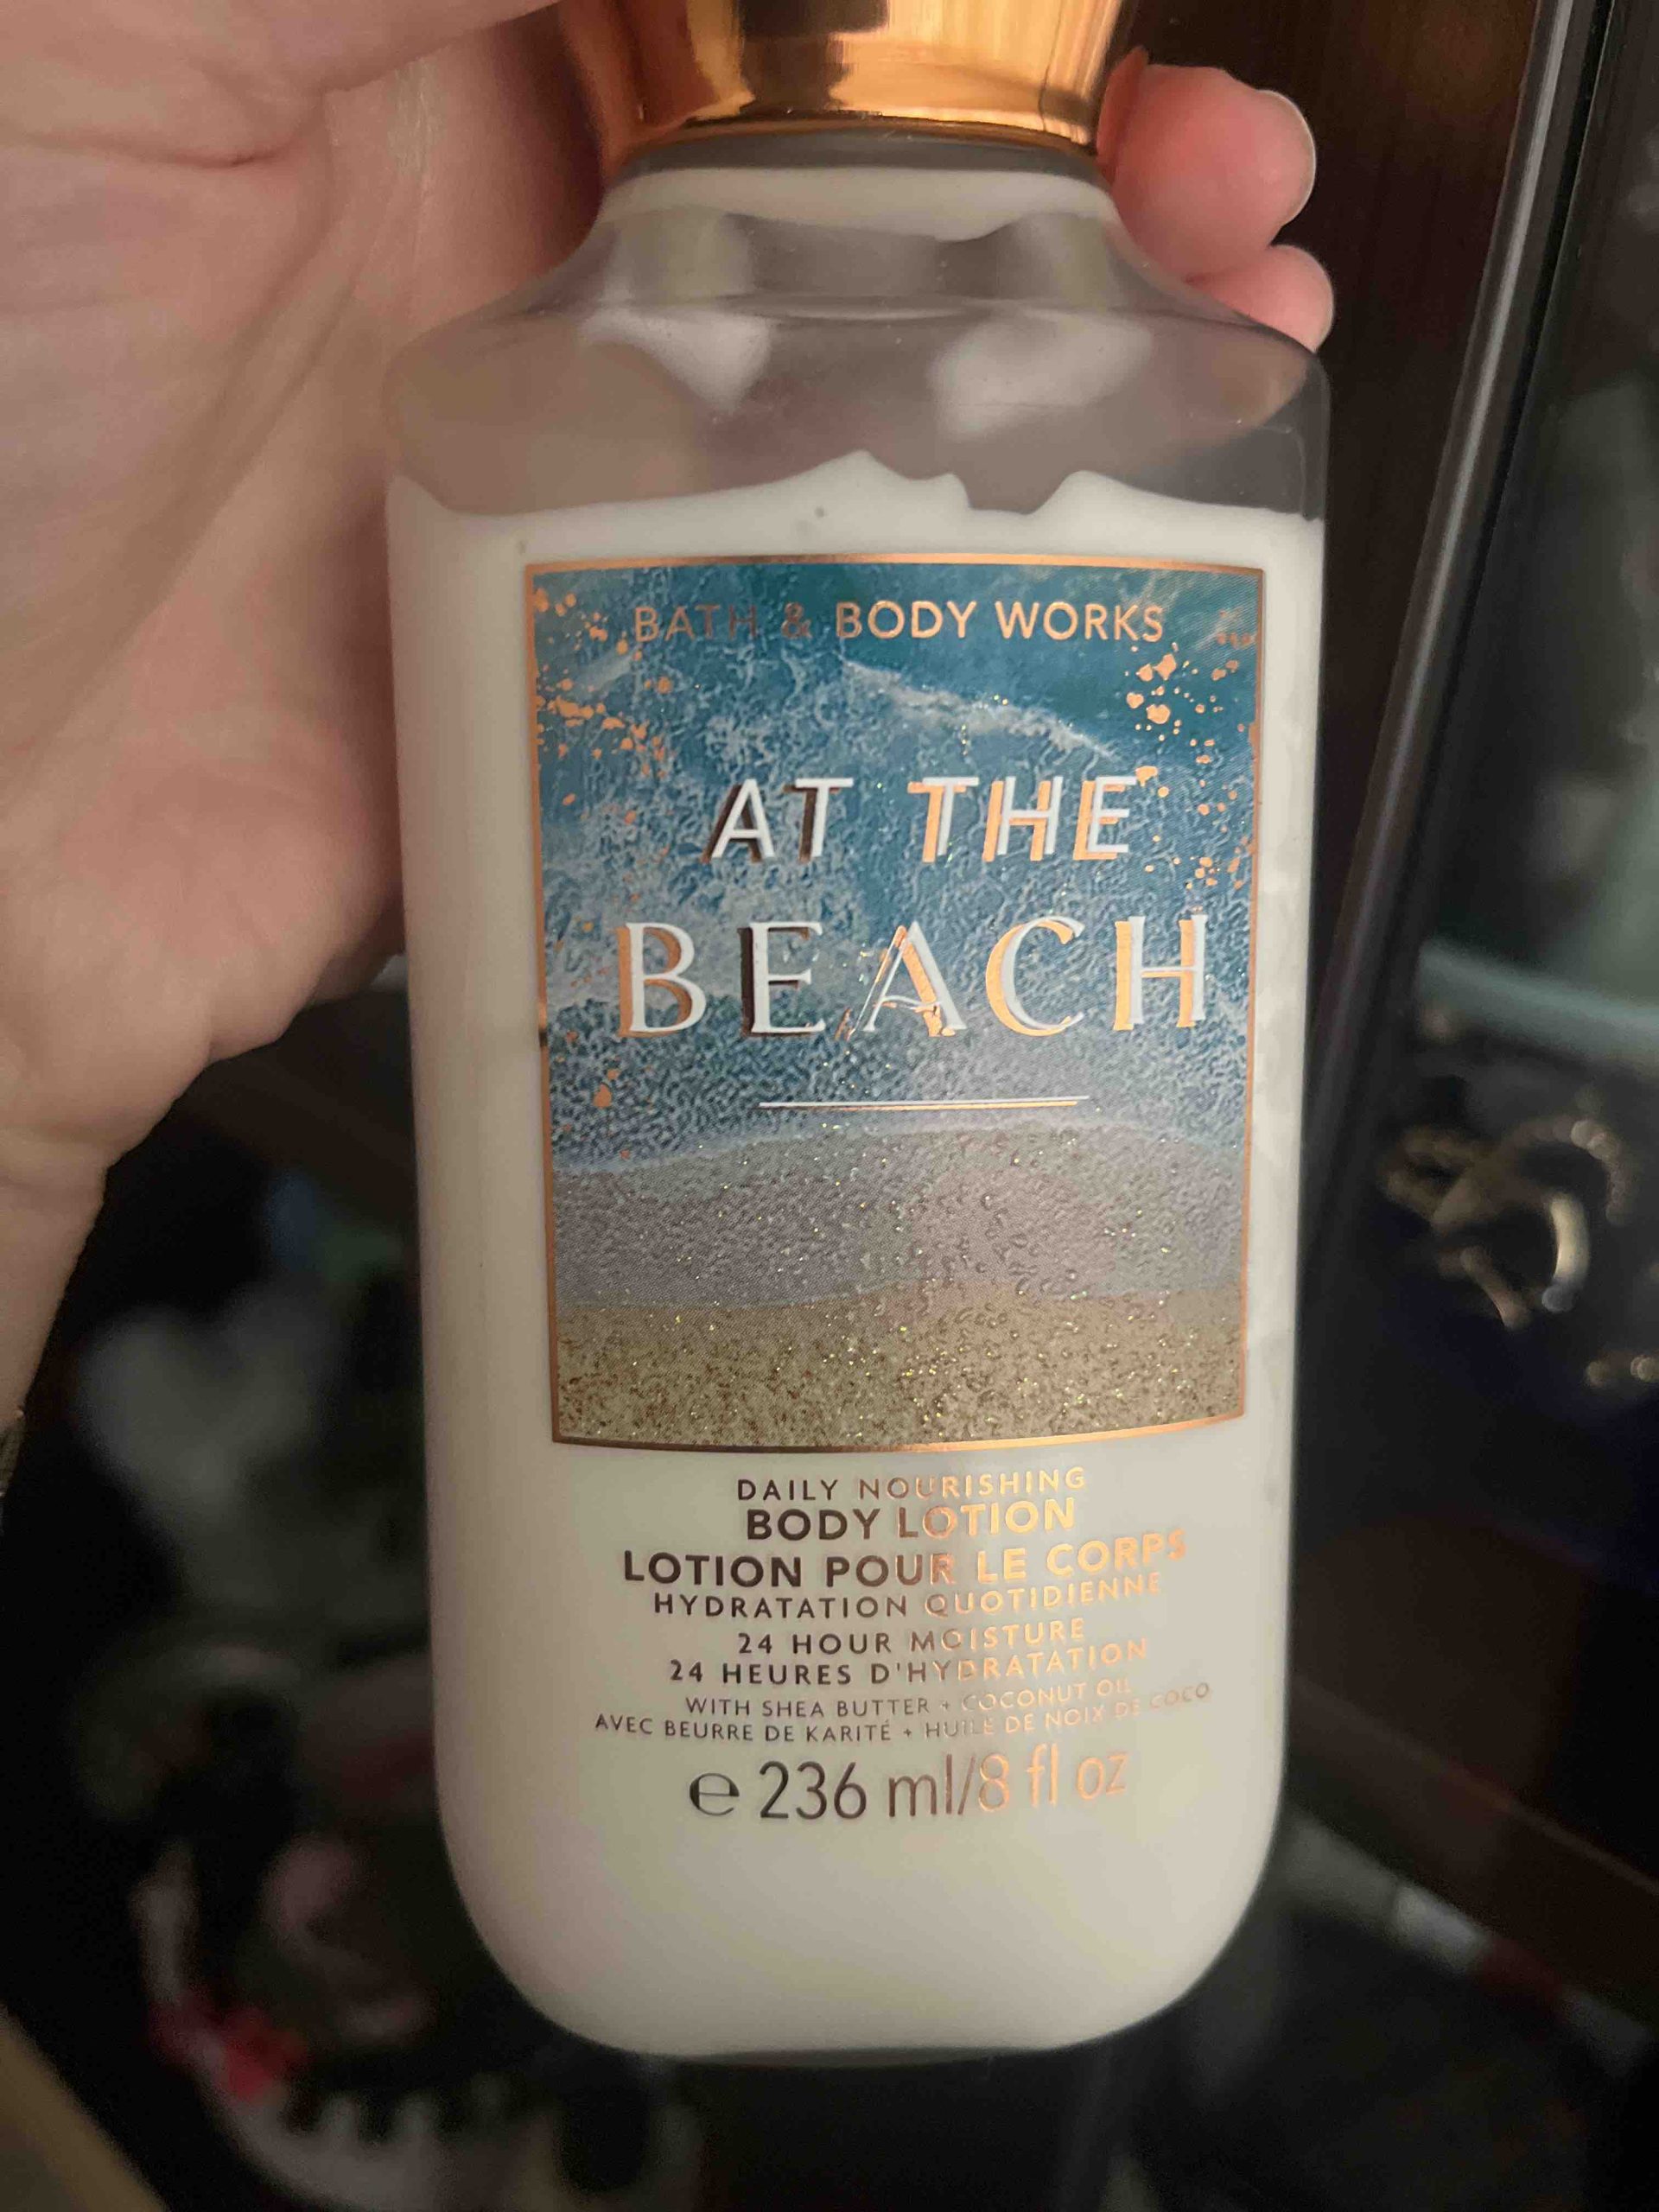 BATH & BODY WORKS
AT THE
BEACH
DAILY NOURISHING
BODY LOTION
LOTION POUR LE CORPS
HYDRATATION QUOTIDIENNE
24 HOUR MOISTURE
24 HEURES D'HYDRATATION
WITH SHEA BUTTER + COCONUT OIL
AVEC BEURRE DE KARITÉ + HUILE DE NOIX DE COCO
℮ 236 ml/8 fl oz